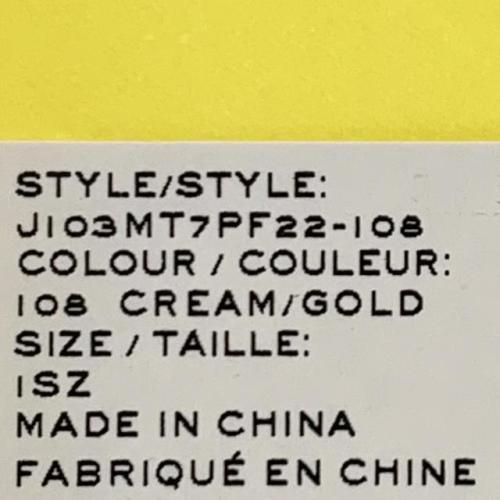 STYLE/STYLE:
J103MT7PF22-108
COLOUR / COULEUR:
108 CREAM/GOLD
SIZE / TAILLE:
1SZ
MADE IN CHINA
FABRIQUÉ EN CHINE